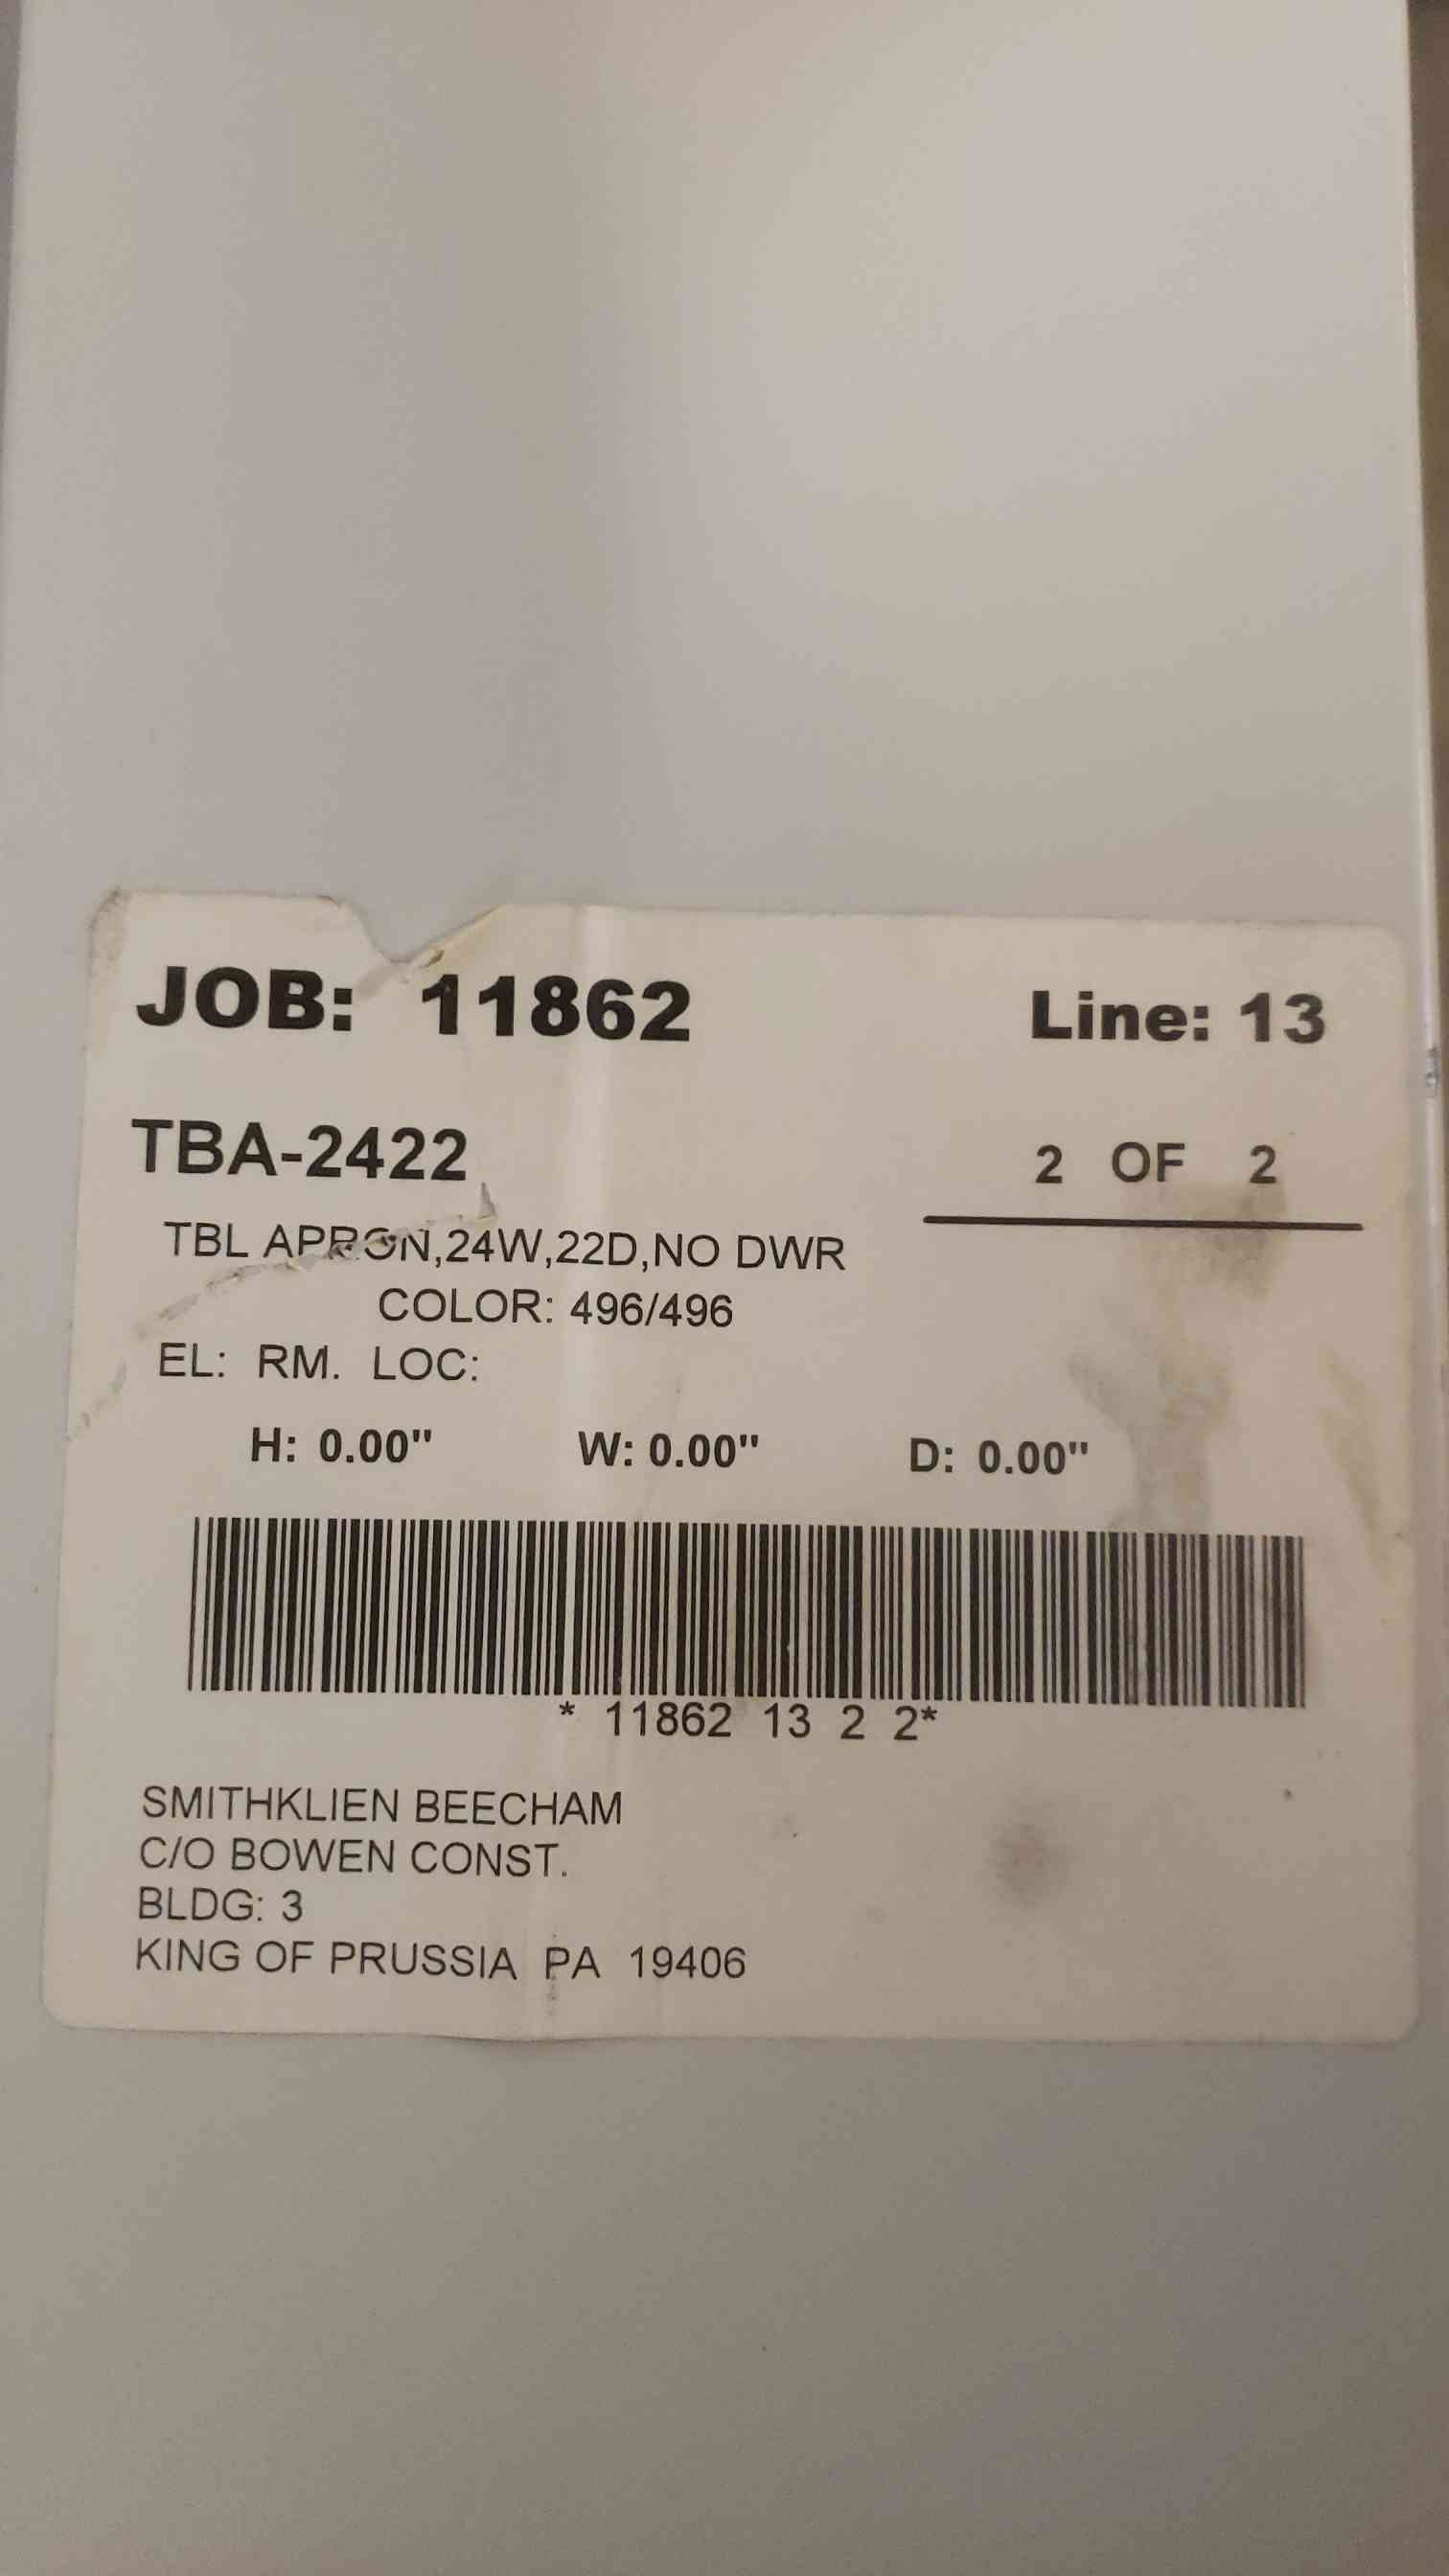 JOB: 11862 Line: 13
TBA-2422 2 OF 2
TBL APRON,24W,22D,NO DWR
COLOR: 496/496
EL: RM. LOC:
H: 0.00" W: 0.00" D: 0.00"
* 11862 13 2 2*
SMITHKLIEN BEECHAM
C/O BOWEN CONST.
BLDG: 3
KING OF PRUSSIA PA 19406